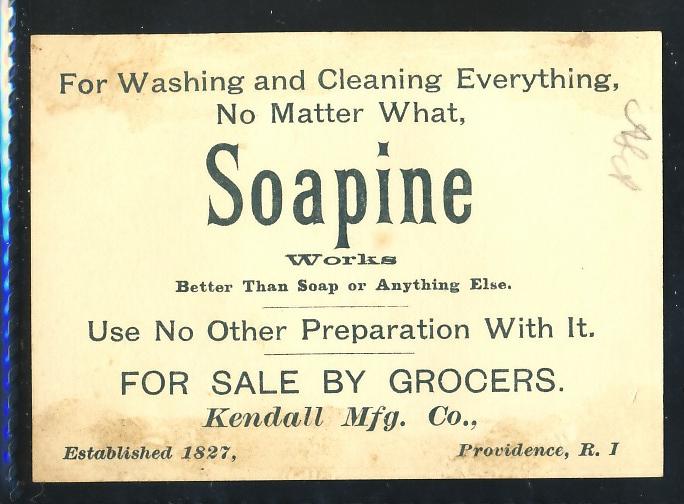 For Washing and Cleaning Everything,
No Matter What,
Soapine
Works
Better Than Soap or Anything Else.
Use No Other Preparation With It.
FOR SALE BY GROCERS.
Kendall Mfg. Co.,
Established 1827, Providence, R. I